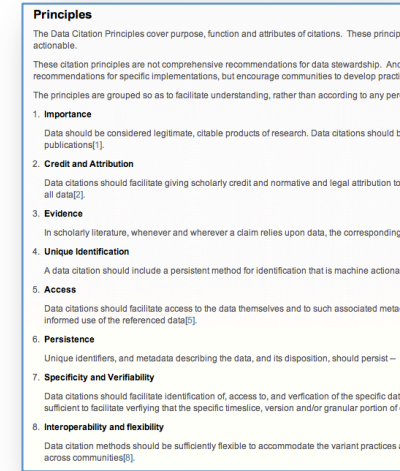 Principles
The Data Citation Principles cover purpose, function and attributes of citations. These princip
actionable.
These citation principles are not comprehensive recommendations for data stewardship. And
recommendations for specific implementations, but encourage communities to develop practi
The principles are grouped so as to facilitate understanding, rather than according to any per
1. Importance
Data should be considered legitimate, citable products of research. Data citations should b
publications[1].
2. Credit and Attribution
Data citations should facilitate giving scholarly credit and normative and legal attribution to
all data[2].
3. Evidence
In scholarly literature, whenever and wherever a claim relies upon data, the corresponding
4. Unique Identification
A data citation should include a persistent method for identification that is machine actiona
5. Access
Data citations should facilitate access to the data themselves and to such associated meta
informed use of the referenced data[5].
6. Persistence
Unique identifiers, and metadata describing the data, and its disposition, should persist --
7. Specificity and Verifiability
Data citations should facilitate identification of, access to, and verfication of the specific dat
sufficient to facilitate verfiying that the specific timeslice, version and/or granular portion of
8. Interoperability and flexibility
Data citation methods should be sufficiently flexible to accommodate the variant practices a
across communities[8].